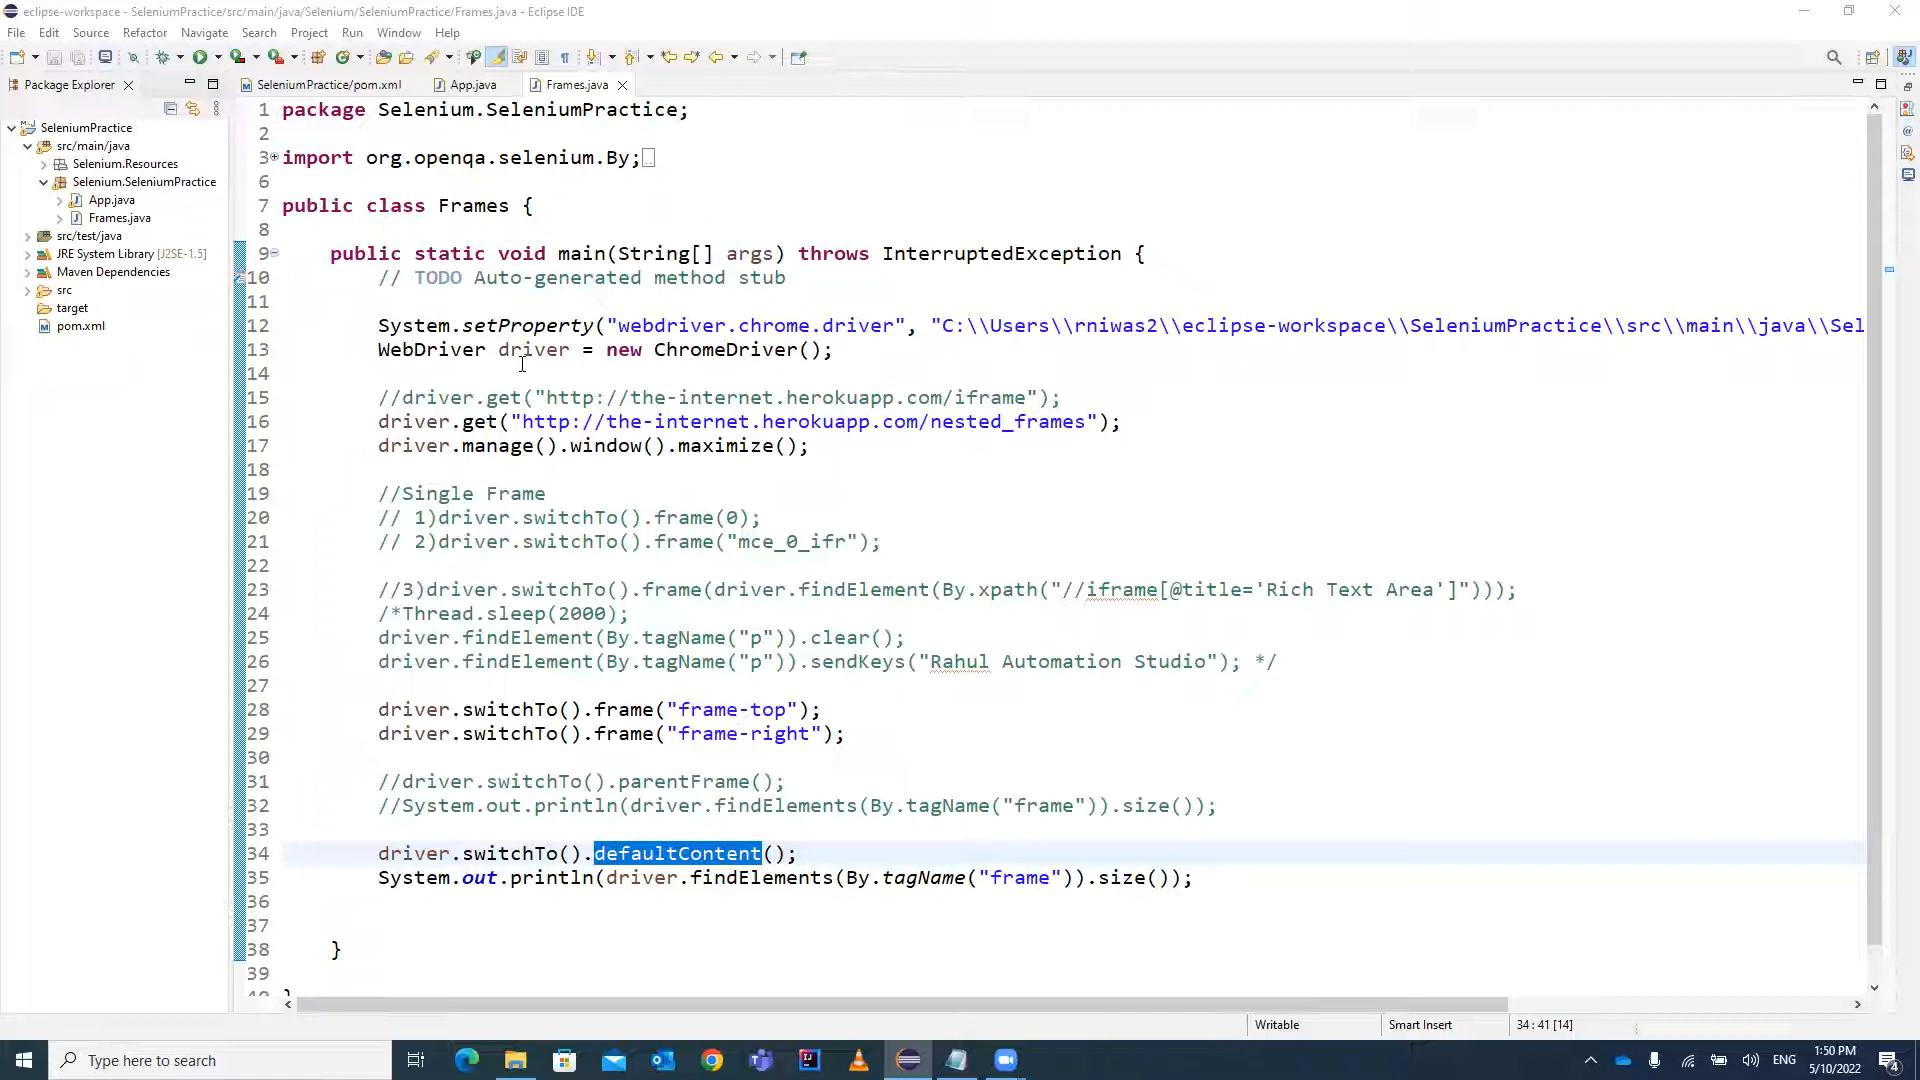 eclipse-workspace - SeleniumPractice/src/main/java/Selenium/SeleniumPractice/Frames.java - Eclipse IDE
File Edit Source Refactor Navigate Search Project Run Window Help
Package Explorer
SeleniumPractice/pom.xml App.java Frames.java
SeleniumPractice
src/main/java
Selenium.Resources
Selenium.SeleniumPractice
App.java
Frames.java
src/test/java
JRE System Library [J2SE-1.5]
Maven Dependencies
src
target
pom.xml
1 package Selenium.SeleniumPractice;
2
3 import org.openqa.selenium.By;
6
7 public class Frames {
8
9 public static void main(String[] args) throws InterruptedException {
10 // TODO Auto-generated method stub
11
12 System.setProperty("webdriver.chrome.driver", "C:\\Users\\rniwas2\\eclipse-workspace\\SeleniumPractice\\src\\main\\java\\Sel
13 WebDriver driver = new ChromeDriver();
14
15 //driver.get("http://the-internet.herokuapp.com/iframe");
16 driver.get("http://the-internet.herokuapp.com/nested_frames");
17 driver.manage().window().maximize();
18
19 //Single Frame
20 // 1)driver.switchTo().frame(0);
21 // 2)driver.switchTo().frame("mce_0_ifr");
22
23 //3)driver.switchTo().frame(driver.findElement(By.xpath("//iframe[@title='Rich Text Area']")));
24 /*Thread.sleep(2000);
25 driver.findElement(By.tagName("p")).clear();
26 driver.findElement(By.tagName("p")).sendKeys("Rahul Automation Studio"); */
27
28 driver.switchTo().frame("frame-top");
29 driver.switchTo().frame("frame-right");
30
31 //driver.switchTo().parentFrame();
32 //System.out.println(driver.findElements(By.tagName("frame")).size());
33
34 driver.switchTo().defaultContent();
35 System.out.println(driver.findElements(By.tagName("frame")).size());
36
37
38 }
39
40 }
Writable Smart Insert 34 : 41 [14]
Type here to search
ENG
1:50 PM
5/10/2022
4